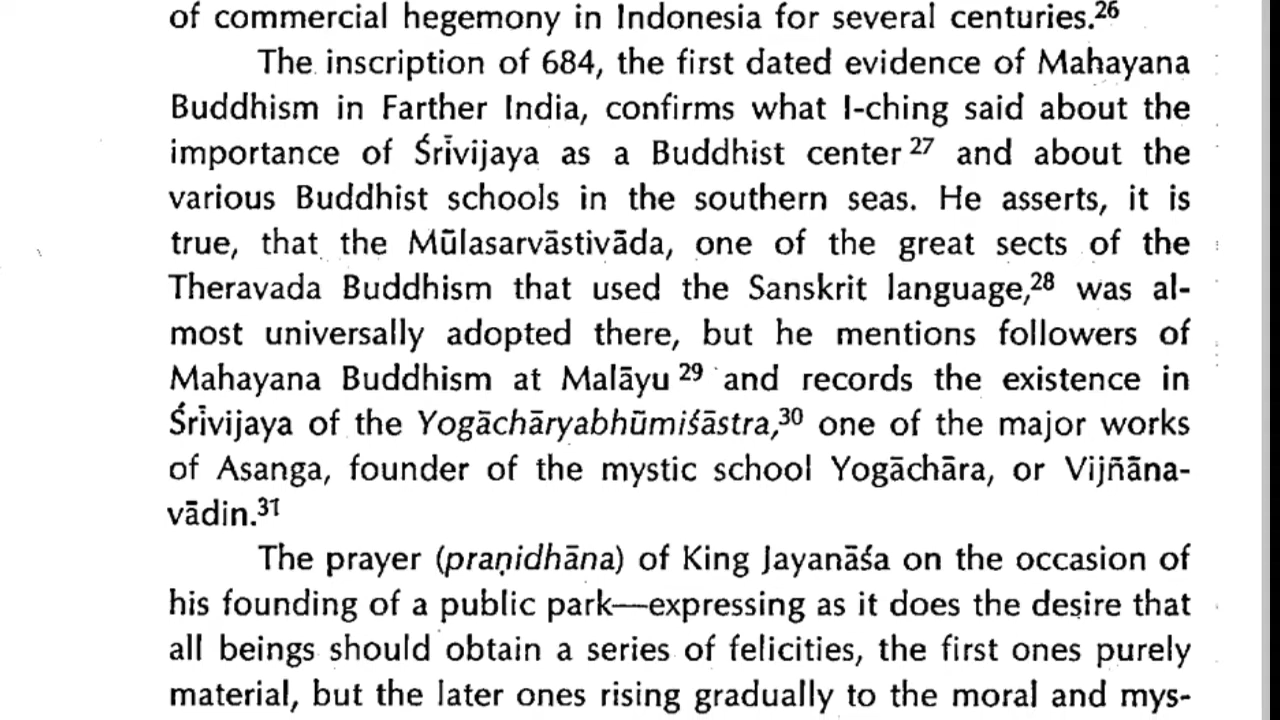 of commercial hegemony in Indonesia for several centuries.26
The inscription of 684, the first dated evidence of Mahayana
Buddhism in Farther India, confirms what I-ching said about the
importance of Śrīvijaya as a Buddhist center 27 and about the
various Buddhist schools in the southern seas. He asserts, it is
true, that the Mūlasarvāstivāda, one of the great sects of the
Theravada Buddhism that used the Sanskrit language,28 was al-
most universally adopted there, but he mentions followers of
Mahayana Buddhism at Malāyu 29 and records the existence in
Śrīvijaya of the Yogāchāryabhūmiśāstra,30 one of the major works
of Asanga, founder of the mystic school Yogāchāra, or Vijñāna-
vādin.31
The prayer (praṇidhāna) of King Jayanāśa on the occasion of
his founding of a public park—expressing as it does the desire that
all beings should obtain a series of felicities, the first ones purely
material, but the later ones rising gradually to the moral and mys-